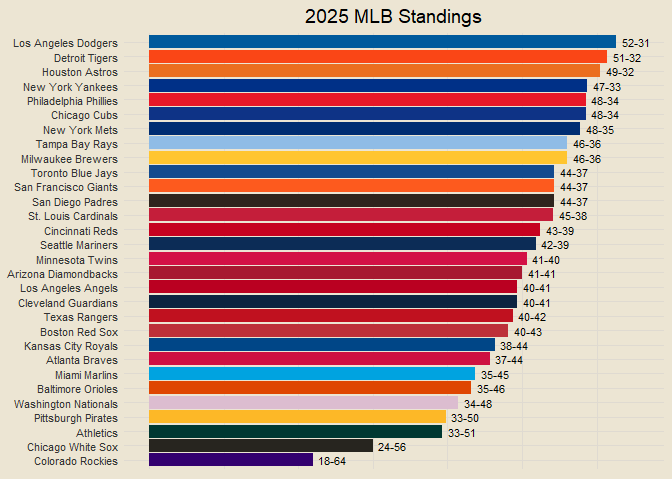 2025 MLB Standings
Los Angeles Dodgers 52-31
Detroit Tigers 51-32
Houston Astros 49-32
New York Yankees 47-33
Philadelphia Phillies 48-34
Chicago Cubs 48-34
New York Mets 48-35
Tampa Bay Rays 46-36
Milwaukee Brewers 46-36
Toronto Blue Jays 44-37
San Francisco Giants 44-37
San Diego Padres 44-37
St. Louis Cardinals 45-38
Cincinnati Reds 43-39
Seattle Mariners 42-39
Minnesota Twins 41-40
Arizona Diamondbacks 41-41
Los Angeles Angels 40-41
Cleveland Guardians 40-41
Texas Rangers 40-42
Boston Red Sox 40-43
Kansas City Royals 38-44
Atlanta Braves 37-44
Miami Marlins 35-45
Baltimore Orioles 35-46
Washington Nationals 34-48
Pittsburgh Pirates 33-50
Athletics 33-51
Chicago White Sox 24-56
Colorado Rockies 18-64